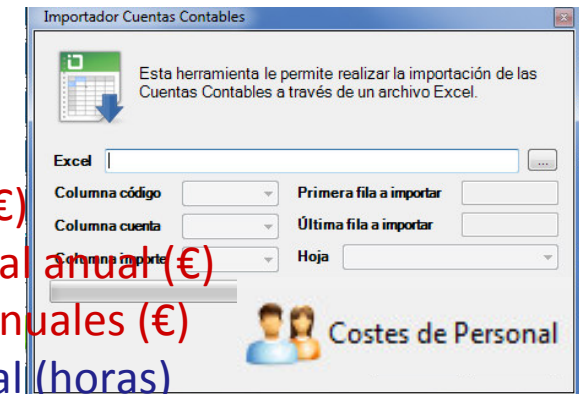 Importador Cuentas Contables
Esta herramienta le permite realizar la importación de las
Cuentas Contables a través de un archivo Excel.
Excel ...
Columna código Primera fila a importar
€)
Columna cuenta Última fila a importar
Columna importe Hoja
al anual (€)
nuales (€)
Costes de Personal
al (horas)